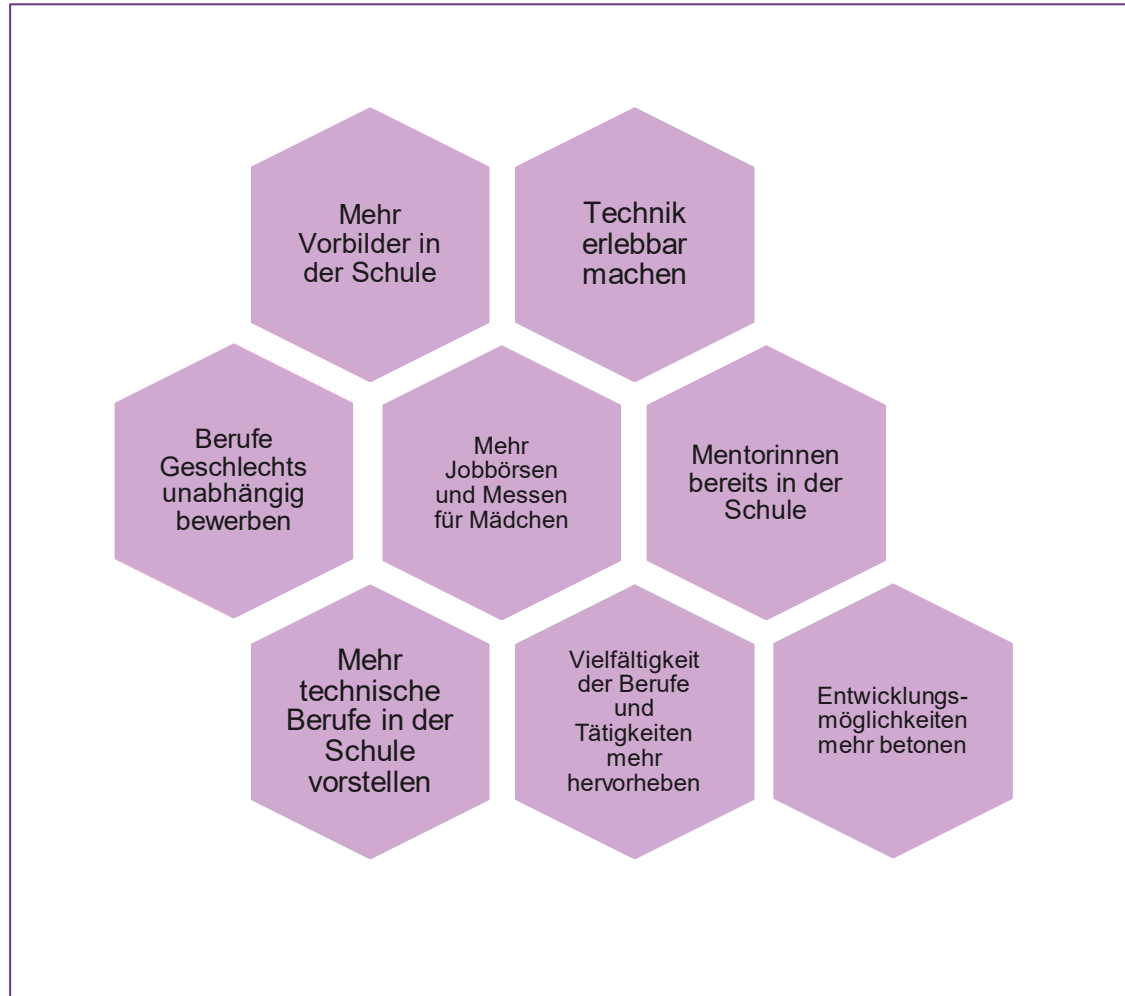 Mehr
Vorbilder in
der Schule
Technik
erlebbar
machen
Berufe
Geschlechts
unabhängig
bewerben
Mehr
Jobbörsen
und Messen
für Mädchen
Mentorinnen
bereits in der
Schule
Mehr
technische
Berufe in der
Schule
vorstellen
Vielfältigkeit
der Berufe
und
Tätigkeiten
mehr
hervorheben
Entwicklungs-
möglichkeiten
mehr betonen